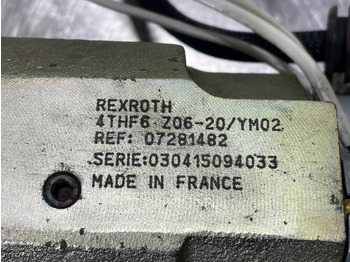 REXROTH
4THF6 Z06-20/YM02
REF: 07281482
SERIE:030415094033
MADE IN FRANCE